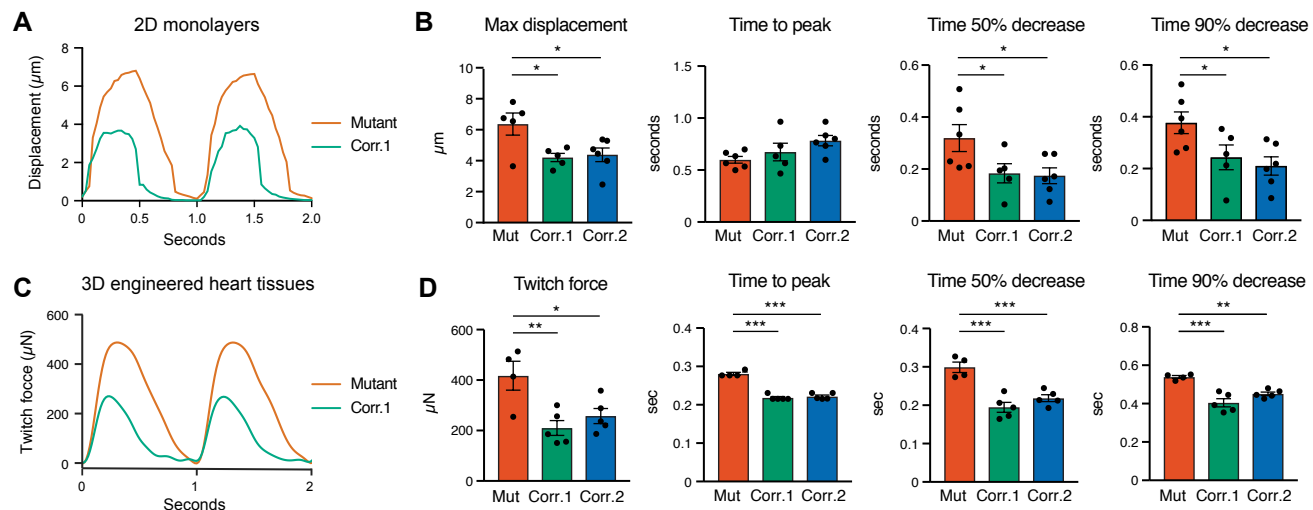 A
2D monolayers
Displacement (µm)
8
6
4
2
0
0 0.5 1.0 1.5 2.0
Seconds
Mutant
Corr.1
B
Max displacement
* 
*
µm
10
8
6
4
2
0
Mut Corr.1 Corr.2
Time to peak
seconds
1.5
1.0
0.5
0
Mut Corr.1 Corr.2
Time 50% decrease
*
*
seconds
0.6
0.4
0.2
0
Mut Corr.1 Corr.2
Time 90% decrease
*
*
seconds
0.6
0.4
0.2
0
Mut Corr.1 Corr.2
C
3D engineered heart tissues
Twitch focce (µN)
600
400
200
0
0 1 2
Seconds
Mutant
Corr.1
D
Twitch force
*
**
µN
600
400
200
0
Mut Corr.1 Corr.2
Time to peak
***
***
sec
0.4
0.3
0.2
0.1
0
Mut Corr.1 Corr.2
Time 50% decrease
***
***
sec
0.4
0.3
0.2
0.1
0
Mut Corr.1 Corr.2
Time 90% decrease
**
***
sec
0.8
0.6
0.4
0.2
0
Mut Corr.1 Corr.2